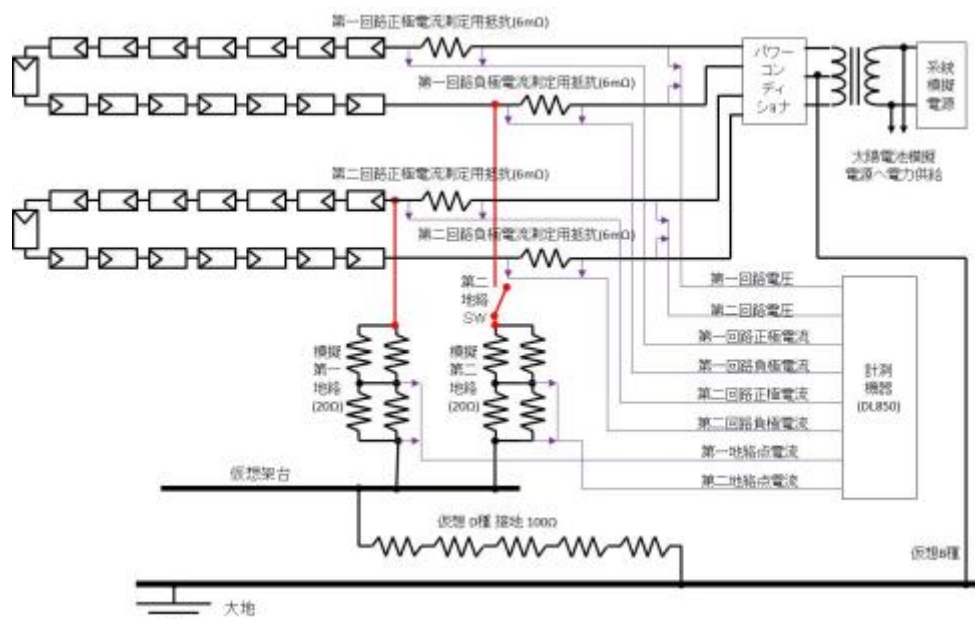 第一回路正極電流測定用抵抗(6mΩ)
第一回路負極電流測定用抵抗(6mΩ)
パワー
コン
ディ
ショナ
系統
模擬
電源
太陽電池模擬
電源へ電力供給
第二回路正極電流測定用抵抗(6mΩ)
第二回路負極電流測定用抵抗(6mΩ)
第二
地絡
SW
模擬
第一
地絡
(20Ω)
模擬
第二
地絡
(20Ω)
第一回路電圧
第二回路電圧
第一回路正極電流
第一回路負極電流
第二回路正極電流
第二回路負極電流
第一地絡点電流
第二地絡点電流
計測
機器
(DL850)
仮想架台
仮想 D種 接地 100Ω
仮想B種
大地